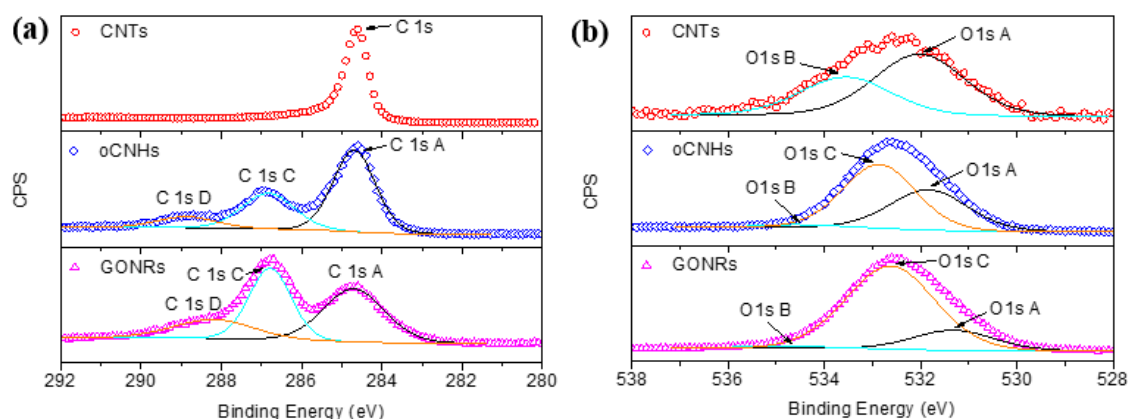 (a)
CNTs
C 1s
oCNHs
C 1s A
C 1s C
C 1s D
GONRs
C 1s C
C 1s A
C 1s D
CPS
292 290 288 286 284 282 280
Binding Energy (eV)
(b)
CNTs
O1s A
O1s B
oCNHs
O1s C
O1s A
O1s B
GONRs
O1s C
O1s A
O1s B
CPS
538 536 534 532 530 528
Binding Energy (eV)